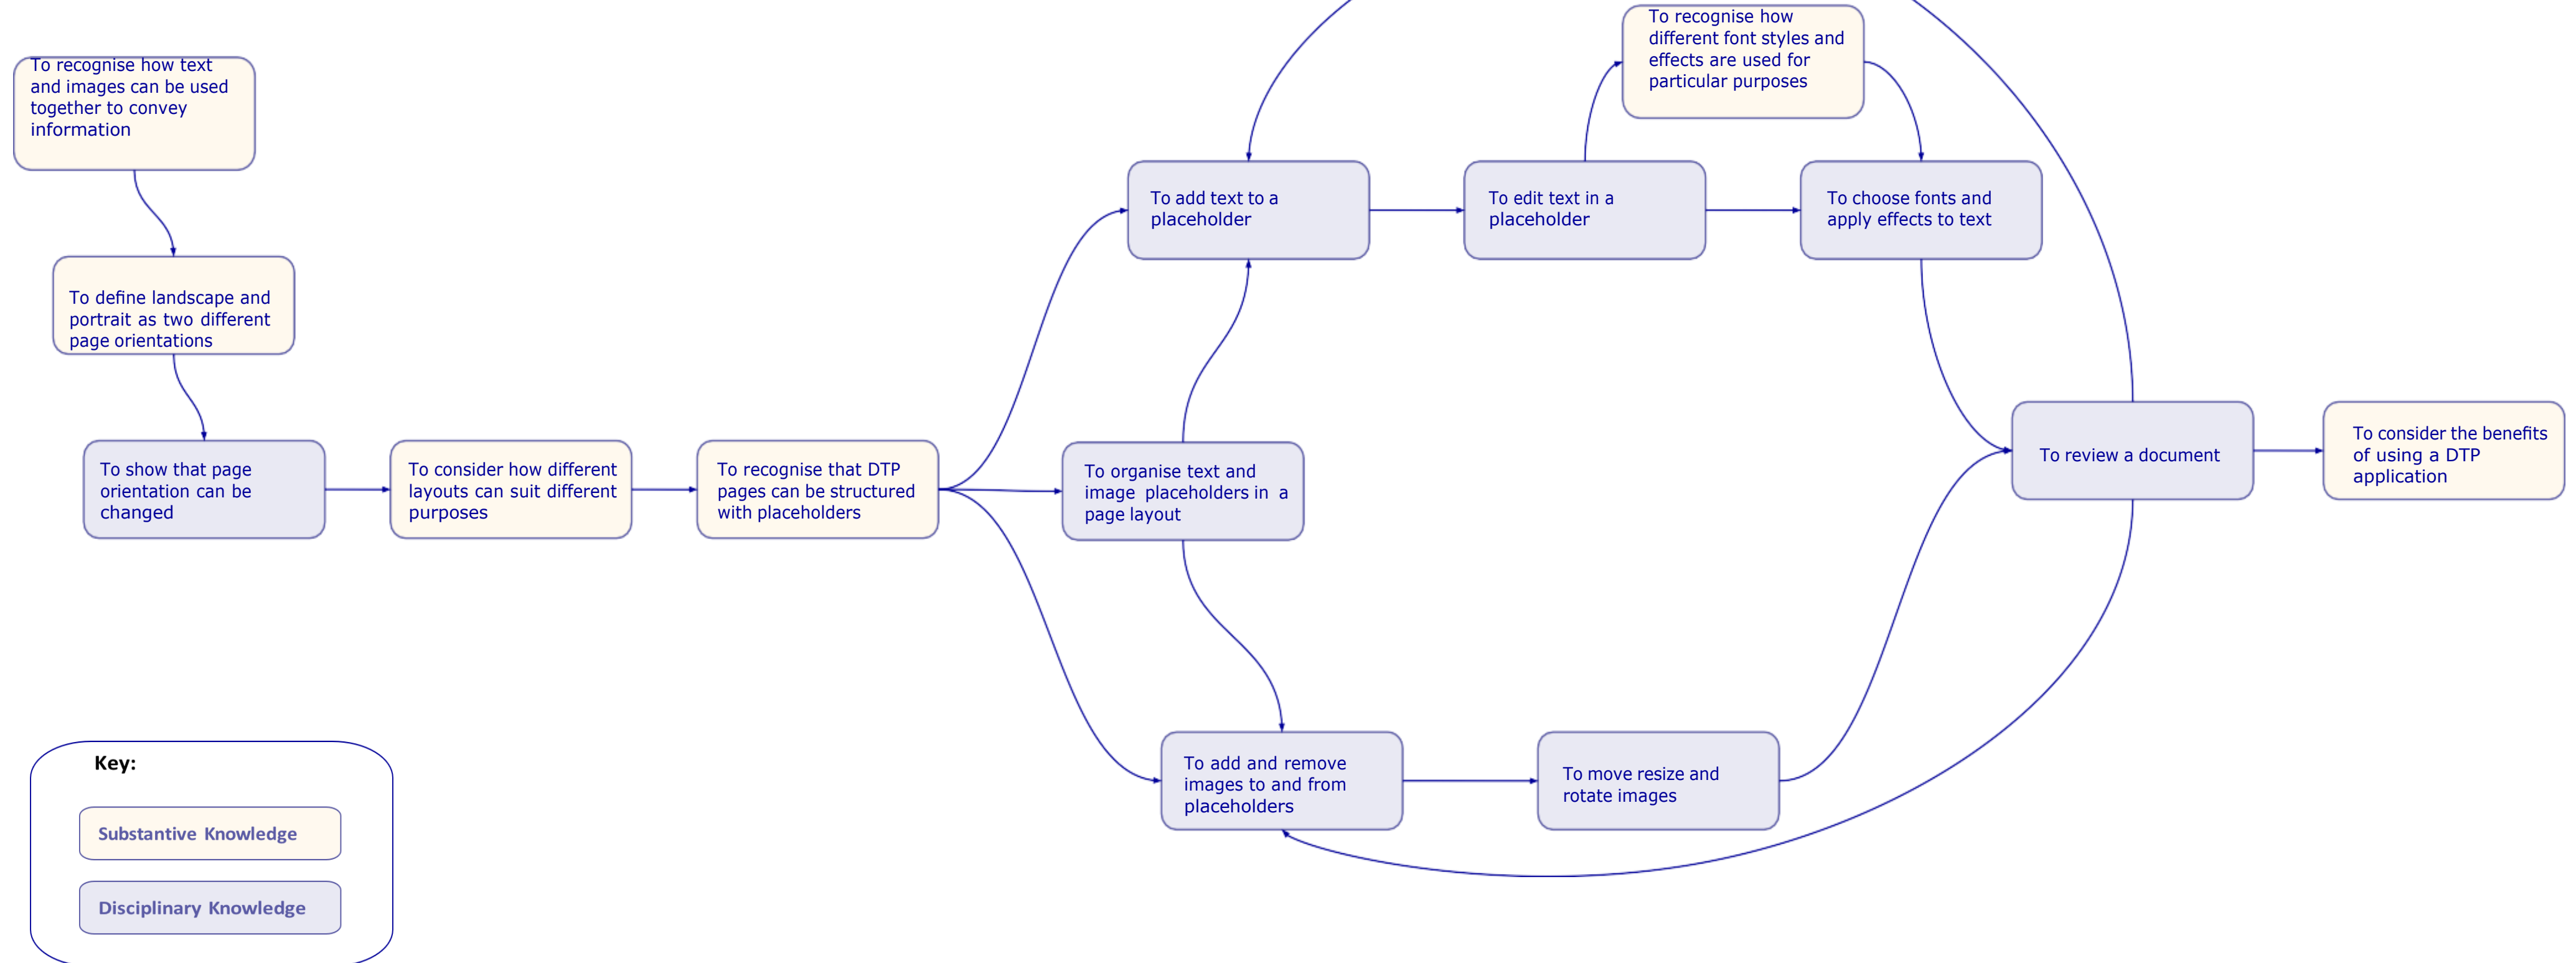 To recognise how text
and images can be used
together to convey
information
To define landscape and
portrait as two different
page orientations
To show that page
orientation can be
changed
To consider how different
layouts can suit different
purposes
To recognise that DTP
pages can be structured
with placeholders
To add text to a
placeholder
To edit text in a
placeholder
To recognise how
different font styles and
effects are used for
particular purposes
To choose fonts and
apply effects to text
To organise text and
image placeholders in a
page layout
To add and remove
images to and from
placeholders
To move resize and
rotate images
To review a document
To consider the benefits
of using a DTP
application
Key:
Substantive Knowledge
Disciplinary Knowledge